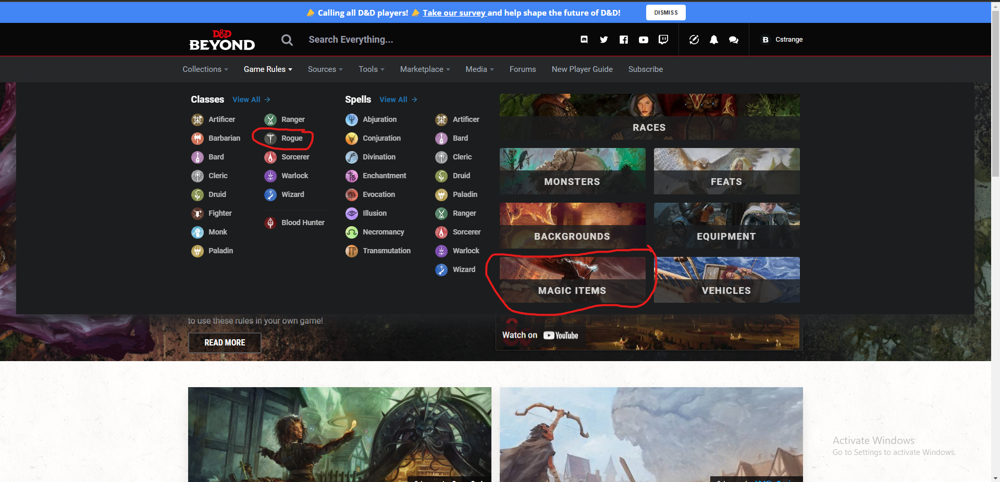 Calling all D&D players! Take our survey and help shape the future of D&D! DISMISS
D&D
BEYOND
Search Everything...
B Cstrange
Collections Game Rules Sources Tools Marketplace Media Forums New Player Guide Subscribe
Classes View All →
Artificer
Barbarian
Bard
Cleric
Druid
Fighter
Monk
Paladin
Ranger
Rogue
Sorcerer
Warlock
Wizard
Blood Hunter
Spells View All →
Abjuration
Conjuration
Divination
Enchantment
Evocation
Illusion
Necromancy
Transmutation
Artificer
Bard
Cleric
Druid
Paladin
Ranger
Sorcerer
Warlock
Wizard
RACES
MONSTERS
FEATS
BACKGROUNDS
EQUIPMENT
MAGIC ITEMS
VEHICLES
to use these rules in your own game!
READ MORE
Watch on YouTube
Activate Windows
Go to Settings to activate Windows.